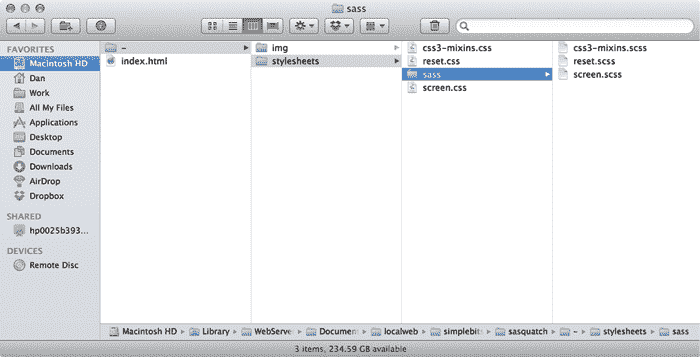 sass
FAVORITES
Macintosh HD
Dan
Work
All My Files
Applications
Desktop
Documents
Downloads
AirDrop
Dropbox
SHARED
hp0025b393...
DEVICES
Remote Disc
-
index.html
img
stylesheets
css3-mixins.css
reset.css
sass
screen.css
css3-mixins.scss
reset.scss
screen.scss
Macintosh HD Library WebServe Documen localweb simplebits sasquatch - stylesheets sass
3 items, 234.59 GB available